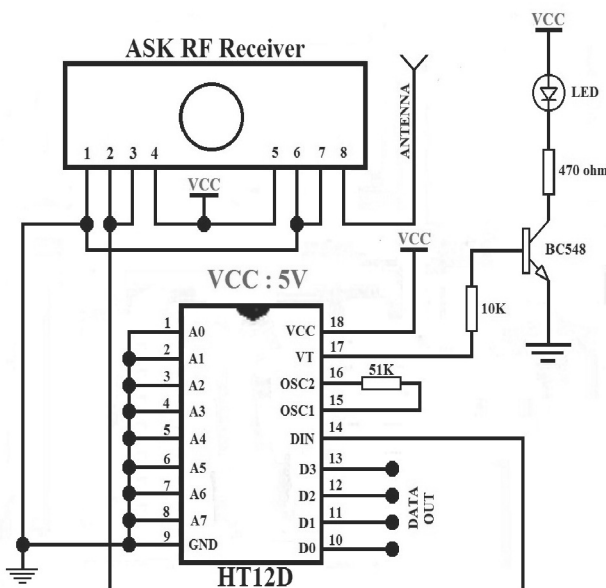 ASK RF Receiver
1 2 3 4 5 6 7 8
VCC
ANTENNA
VCC
LED
470 ohm
BC548
10K
VCC
VCC : 5V
1 A0
2 A1
3 A2
4 A3
5 A4
6 A5
7 A6
8 A7
9 GND
VCC 18
VT 17
OSC2 16
51K
OSC1 15
DIN 14
D3 13
D2 12
D1 11
D0 10
DATA
OUT
HT12D